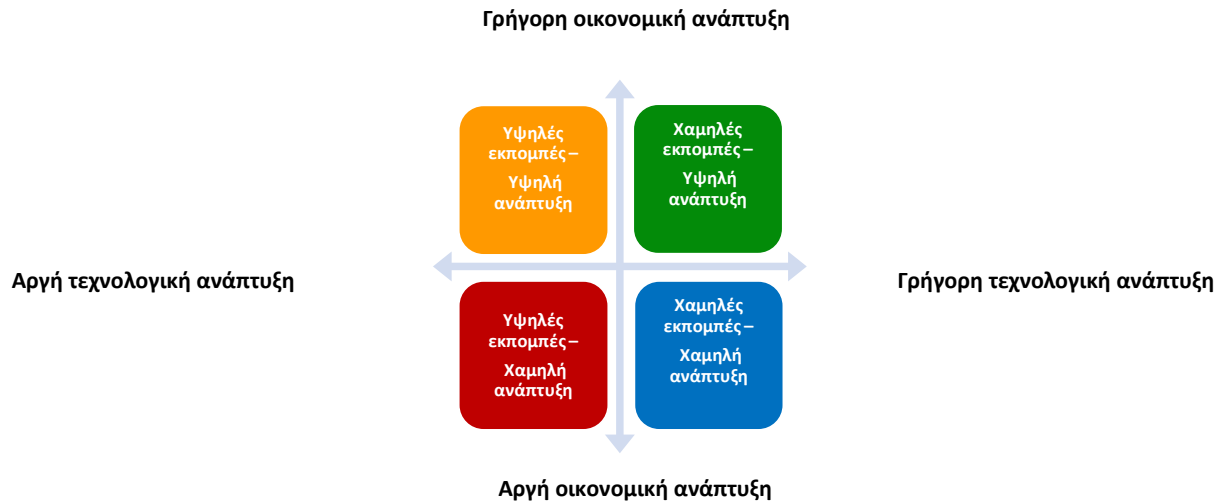 Γρήγορη οικονομική ανάπτυξη
Υψηλές
εκπομπές –
Υψηλή
ανάπτυξη
Χαμηλές
εκπομπές –
Υψηλή
ανάπτυξη
Αργή τεχνολογική ανάπτυξη
Γρήγορη τεχνολογική ανάπτυξη
Υψηλές
εκπομπές –
Χαμηλή
ανάπτυξη
Χαμηλές
εκπομπές –
Χαμηλή
ανάπτυξη
Αργή οικονομική ανάπτυξη